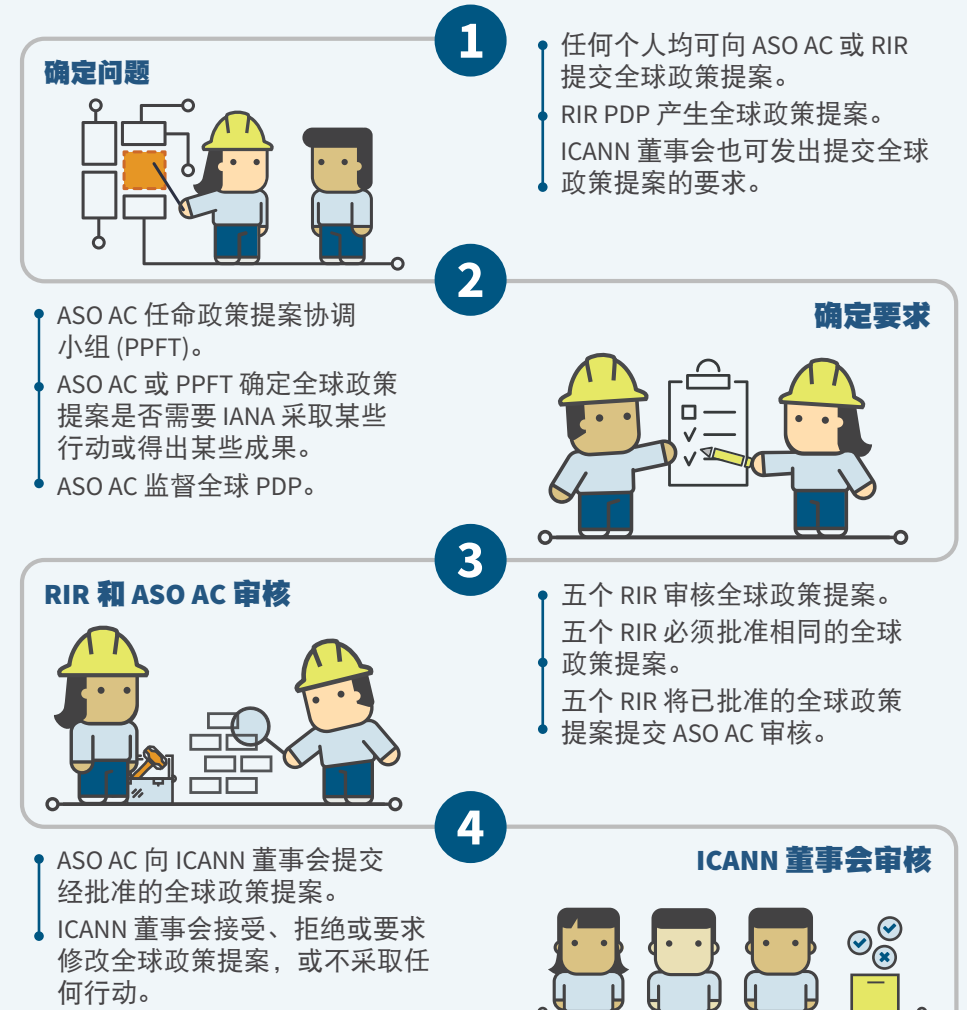 1
确定问题
任何个人均可向 ASO AC 或 RIR
提交全球政策提案。
RIR PDP 产生全球政策提案。
ICANN 董事会也可发出提交全球
政策提案的要求。
2
确定要求
ASO AC 任命政策提案协调
小组 (PPFT)。
ASO AC 或 PPFT 确定全球政策
提案是否需要 IANA 采取某些
行动或得出某些成果。
ASO AC 监督全球 PDP。
3
RIR 和 ASO AC 审核
五个 RIR 审核全球政策提案。
五个 RIR 必须批准相同的全球
政策提案。
五个 RIR 将已批准的全球政策
提案提交 ASO AC 审核。
4
ICANN 董事会审核
ASO AC 向 ICANN 董事会提交
经批准的全球政策提案。
ICANN 董事会接受、拒绝或要求
修改全球政策提案，或不采取任
何行动。